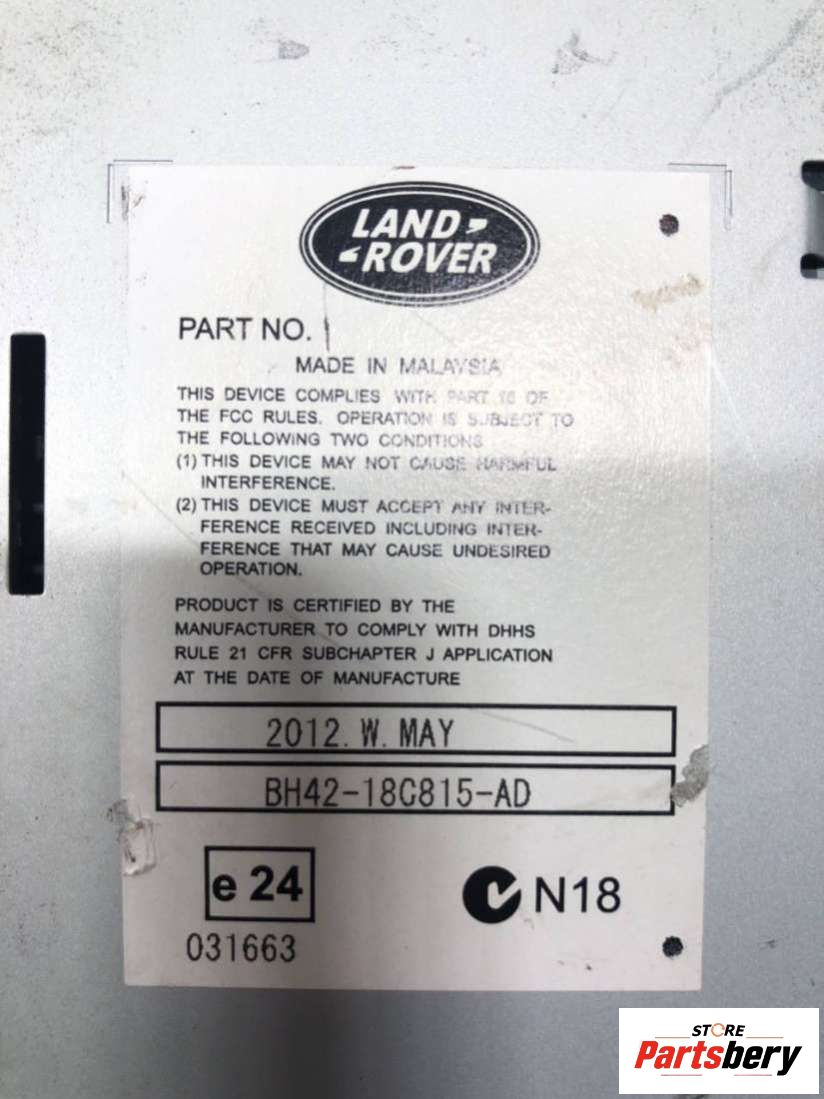 LAND
ROVER
PART NO.
MADE IN MALAYSIA
THIS DEVICE COMPLIES WITH PART 15 OF
THE FCC RULES. OPERATION IS SUBJECT TO
THE FOLLOWING TWO CONDITIONS
(1) THIS DEVICE MAY NOT CAUSE HARMFUL
INTERFERENCE.
(2) THIS DEVICE MUST ACCEPT ANY INTER-
FERENCE RECEIVED INCLUDING INTER-
FERENCE THAT MAY CAUSE UNDESIRED
OPERATION.
PRODUCT IS CERTIFIED BY THE
MANUFACTURER TO COMPLY WITH DHHS
RULE 21 CFR SUBCHAPTER J APPLICATION
AT THE DATE OF MANUFACTURE
2012. W. MAY
BH42-18C815-AD
e 24
N18
031663
STORE
Partsbery